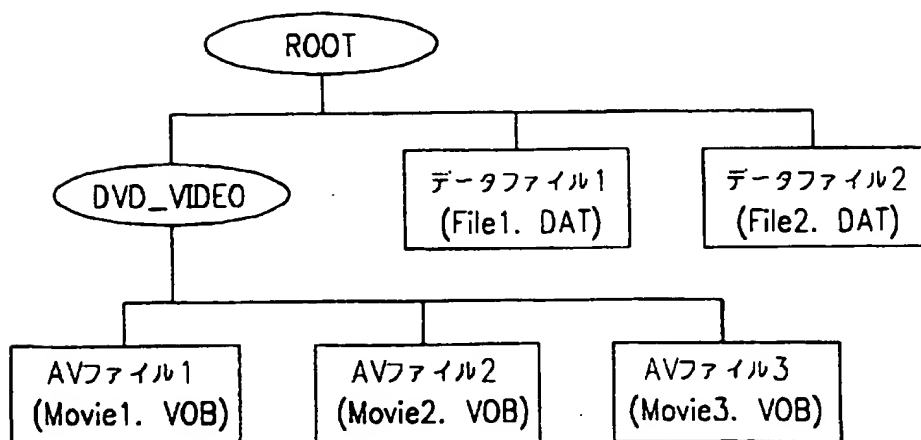 ROOT
DVD_VIDEO
データファイル1
(File1. DAT)
データファイル2
(File2. DAT)
AVファイル1
(Movie1. VOB)
AVファイル2
(Movie2. VOB)
AVファイル3
(Movie3. VOB)